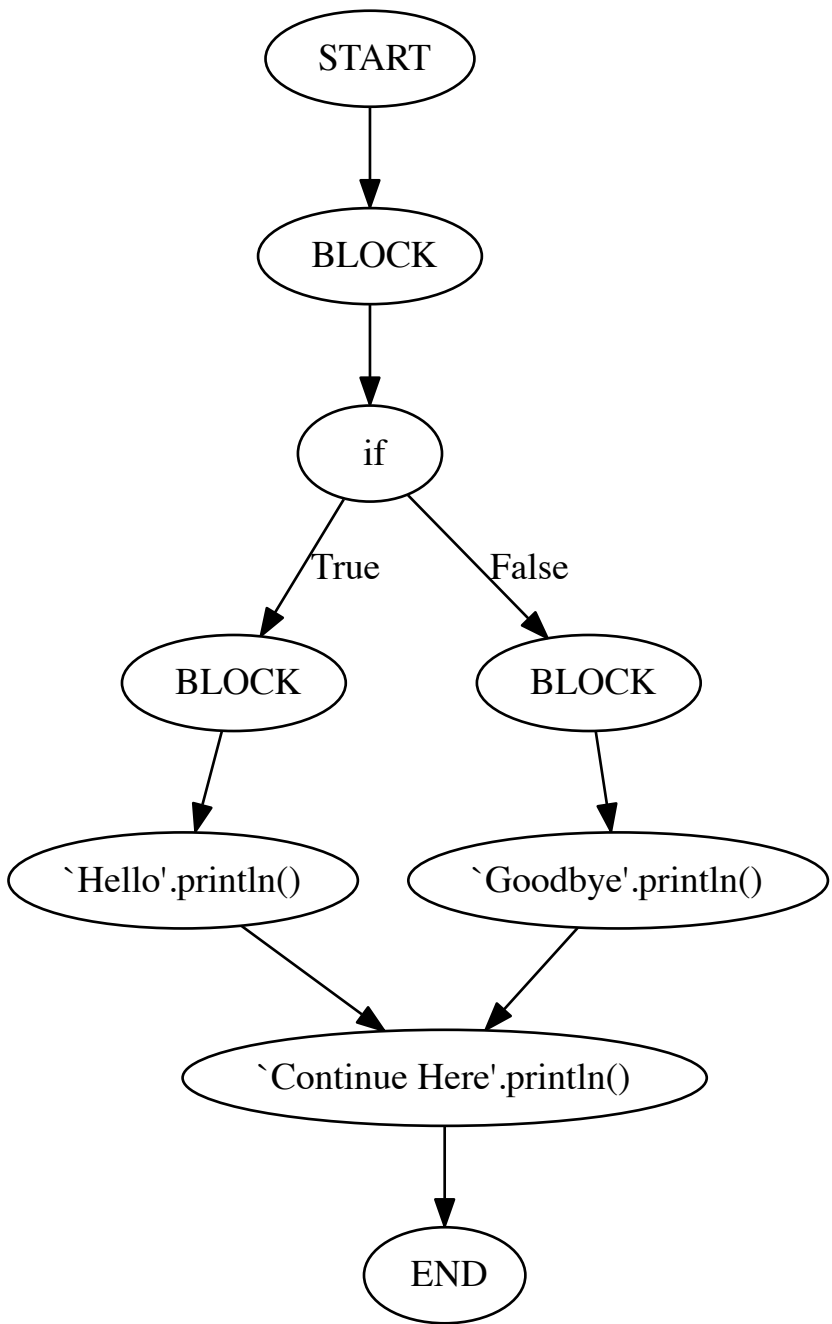 START
BLOCK
if
True
False
BLOCK
BLOCK
`Hello'.println()
`Goodbye'.println()
`Continue Here'.println()
END